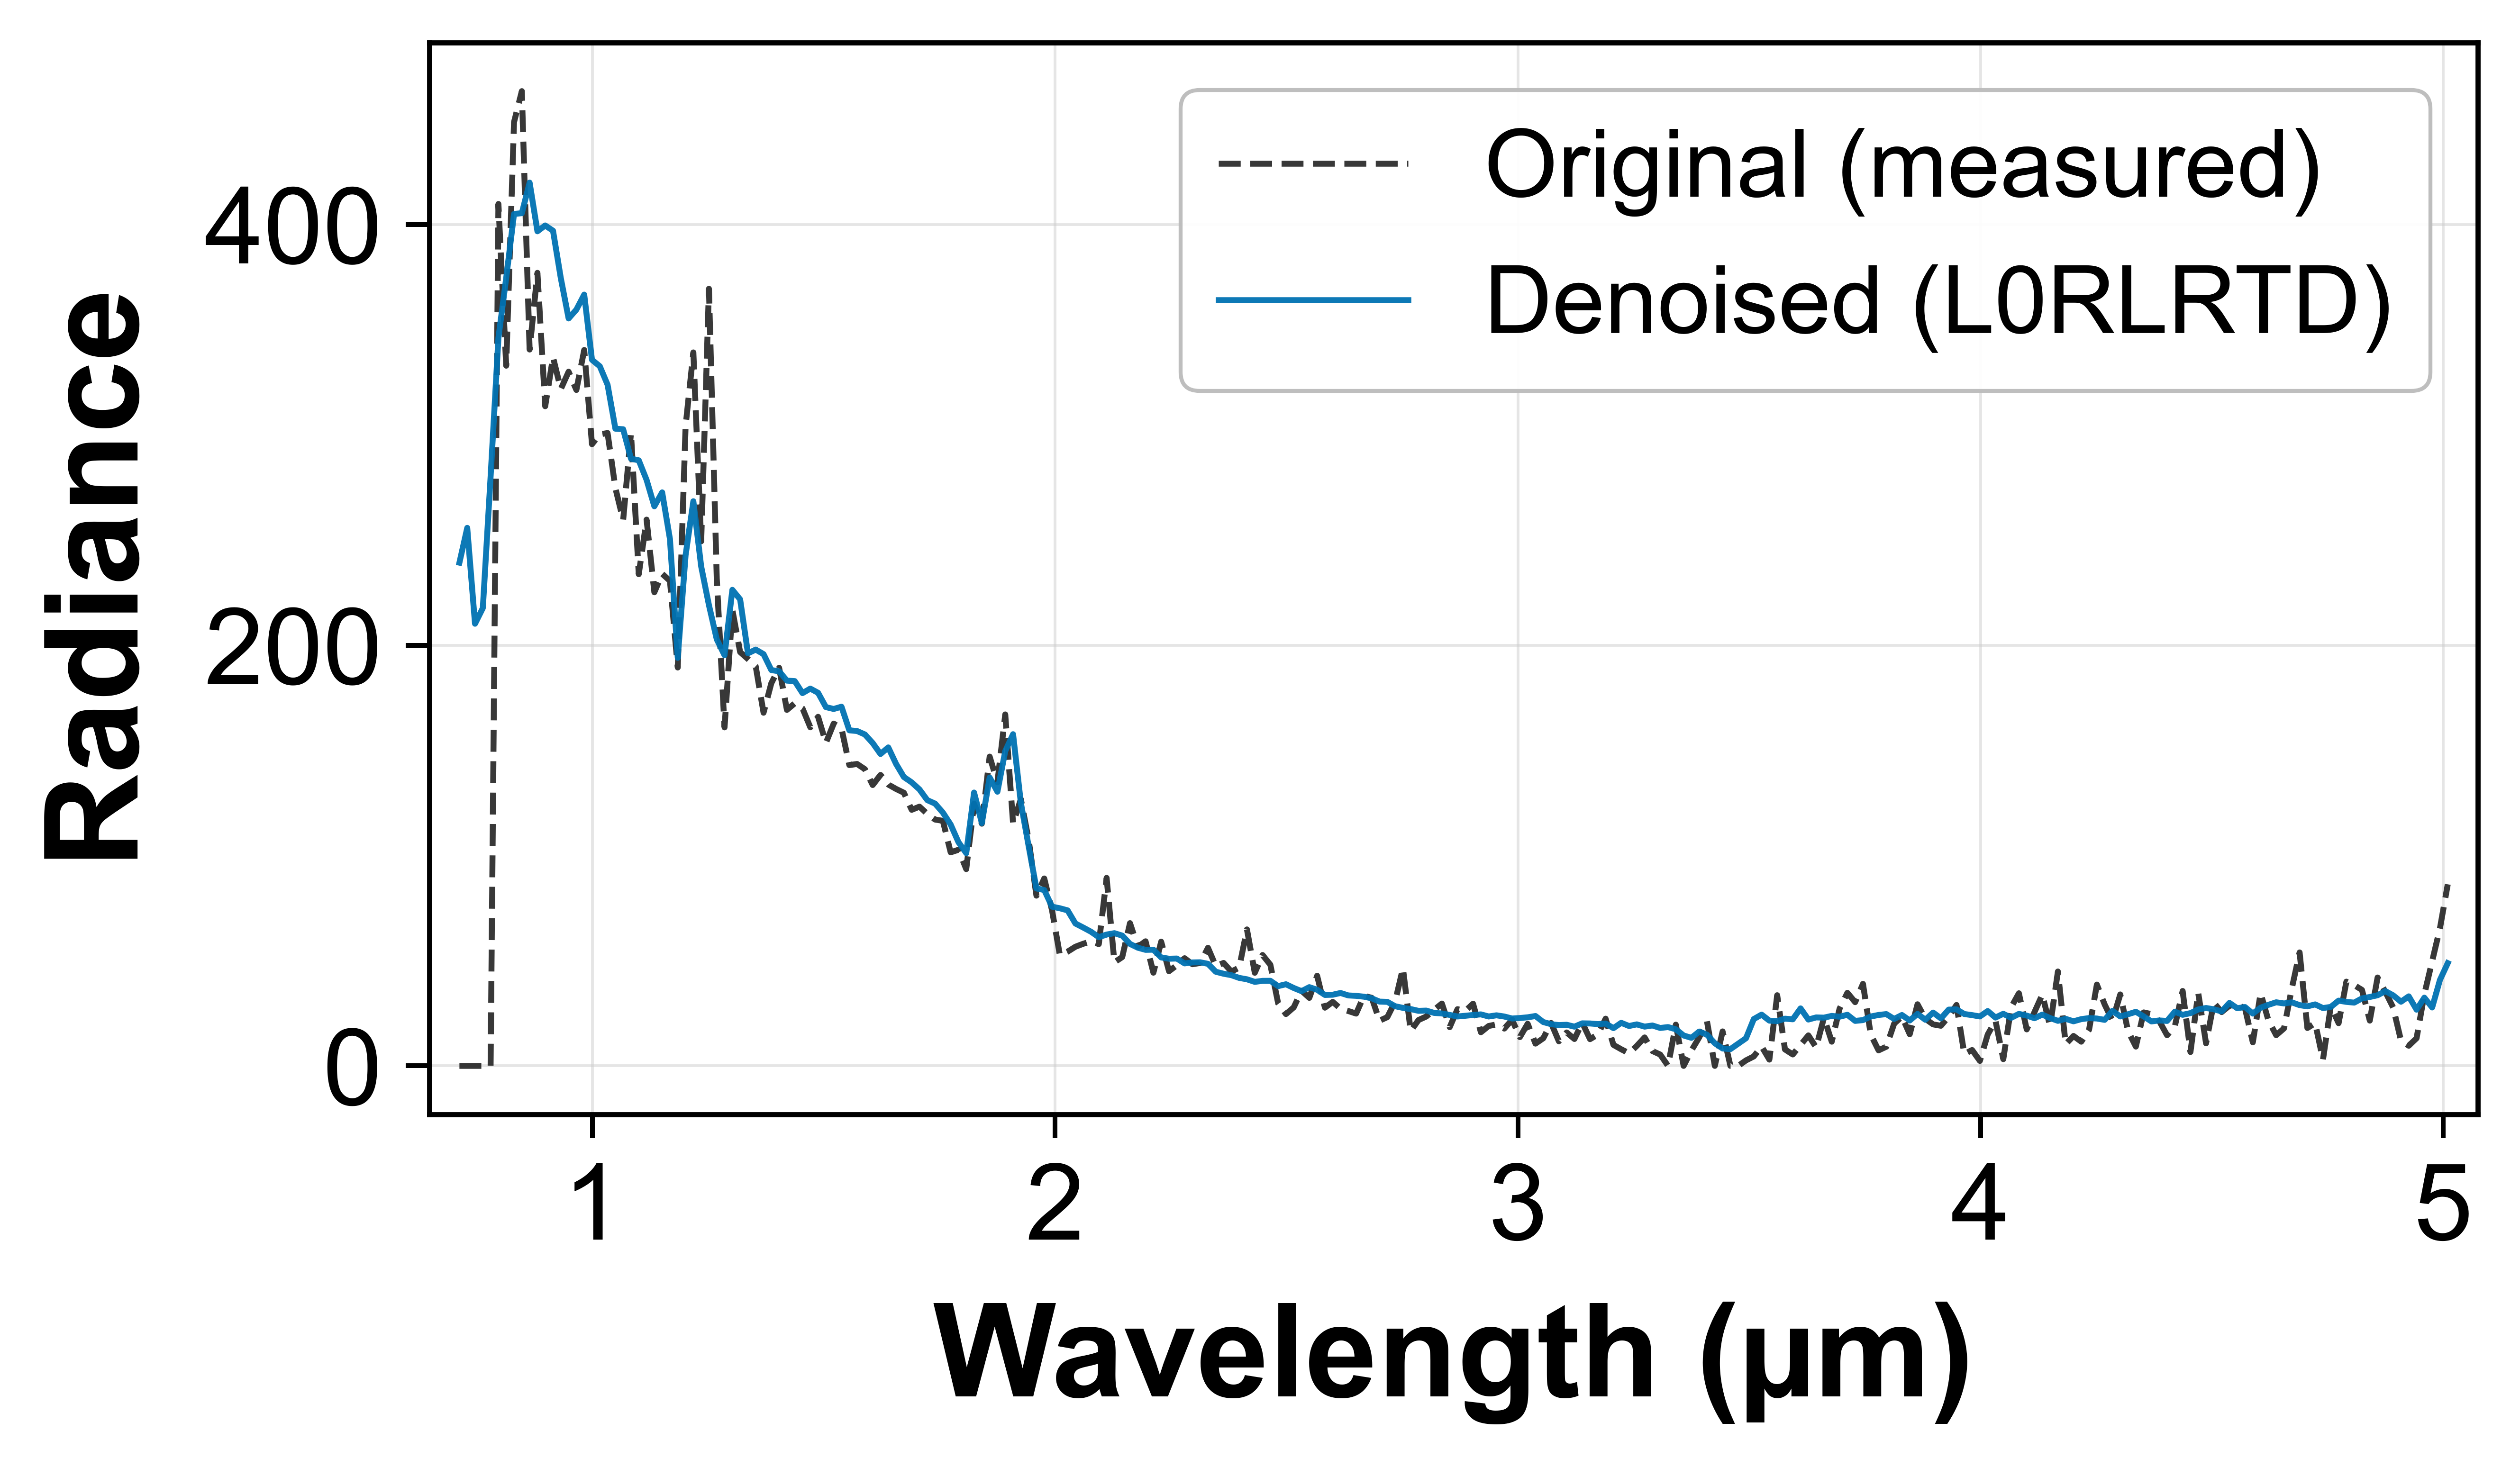 Original (measured)
Denoised (L0RLRTD)
Radiance
400
200
0
1 2 3 4 5
Wavelength (μm)